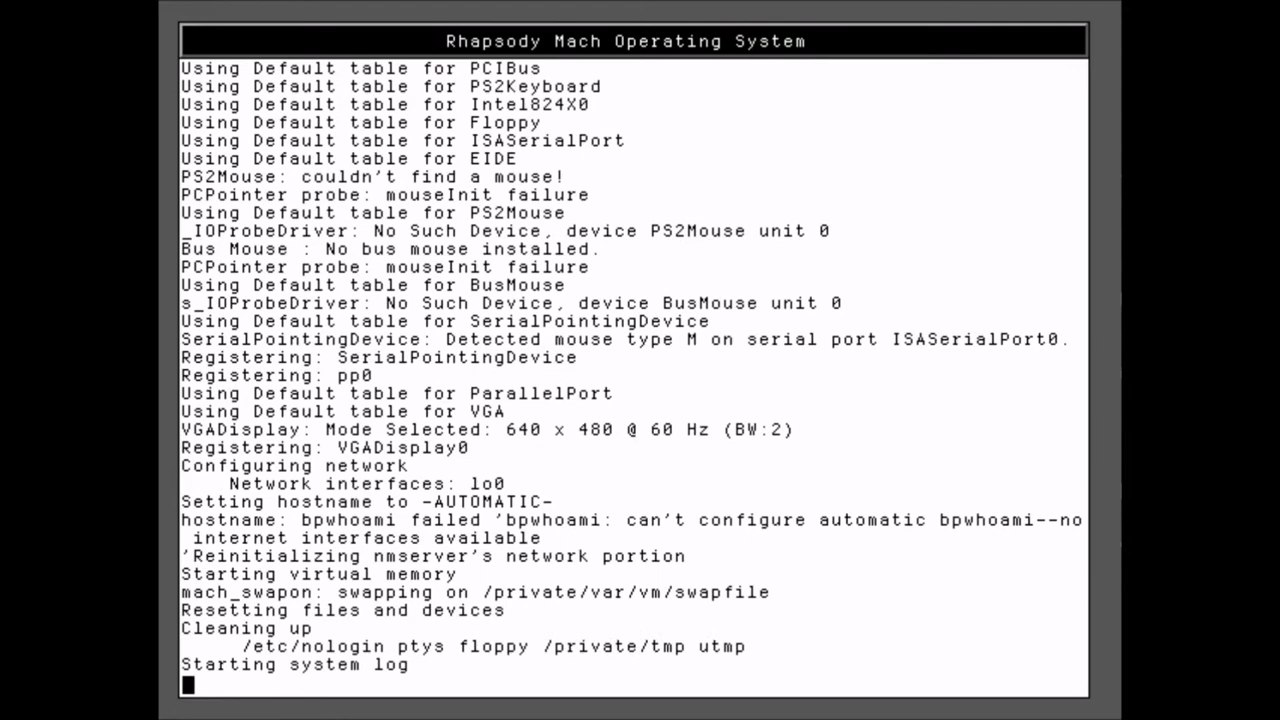 Rhapsody Mach Operating System
Using Default table for PCIBus
Using Default table for PS2Keyboard
Using Default table for Intel824X0
Using Default table for Floppy
Using Default table for ISASerialPort
Using Default table for EIDE
PS2Mouse: couldn't find a mouse!
PCPointer probe: mouseInit failure
Using Default table for PS2Mouse
_IOProbeDriver: No Such Device, device PS2Mouse unit 0
Bus Mouse : No bus mouse installed.
PCPointer probe: mouseInit failure
Using Default table for BusMouse
s_IOProbeDriver: No Such Device, device BusMouse unit 0
Using Default table for SerialPointingDevice
SerialPointingDevice: Detected mouse type M on serial port ISASerialPort0.
Registering: SerialPointingDevice
Registering: pp0
Using Default table for ParallelPort
Using Default table for VGA
VGADisplay: Mode Selected: 640 x 480 @ 60 Hz (BW:2)
Registering: VGADisplay0
Configuring network
    Network interfaces: lo0
Setting hostname to -AUTOMATIC-
hostname: bpwhoami failed 'bpwhoami: can't configure automatic bpwhoami--no
 internet interfaces available
'Reinitializing nmserver's network portion
Starting virtual memory
mach_swapon: swapping on /private/var/vm/swapfile
Resetting files and devices
Cleaning up
     /etc/nologin ptys floppy /private/tmp utmp
Starting system log